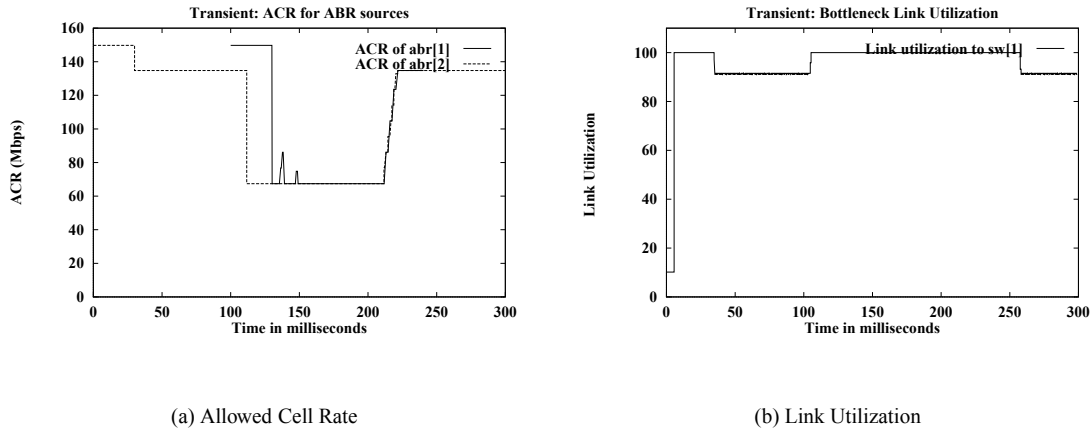 Transient: ACR for ABR sources
ACR (Mbps)
160
140
120
100
80
60
40
20
0
ACR of abr[1]
ACR of abr[2]
0 50 100 150 200 250 300
Time in milliseconds
(a) Allowed Cell Rate
Transient: Bottleneck Link Utilization
Link Utilization
100
80
60
40
20
0
Link utilization to sw[1]
0 50 100 150 200 250 300
Time in milliseconds
(b) Link Utilization